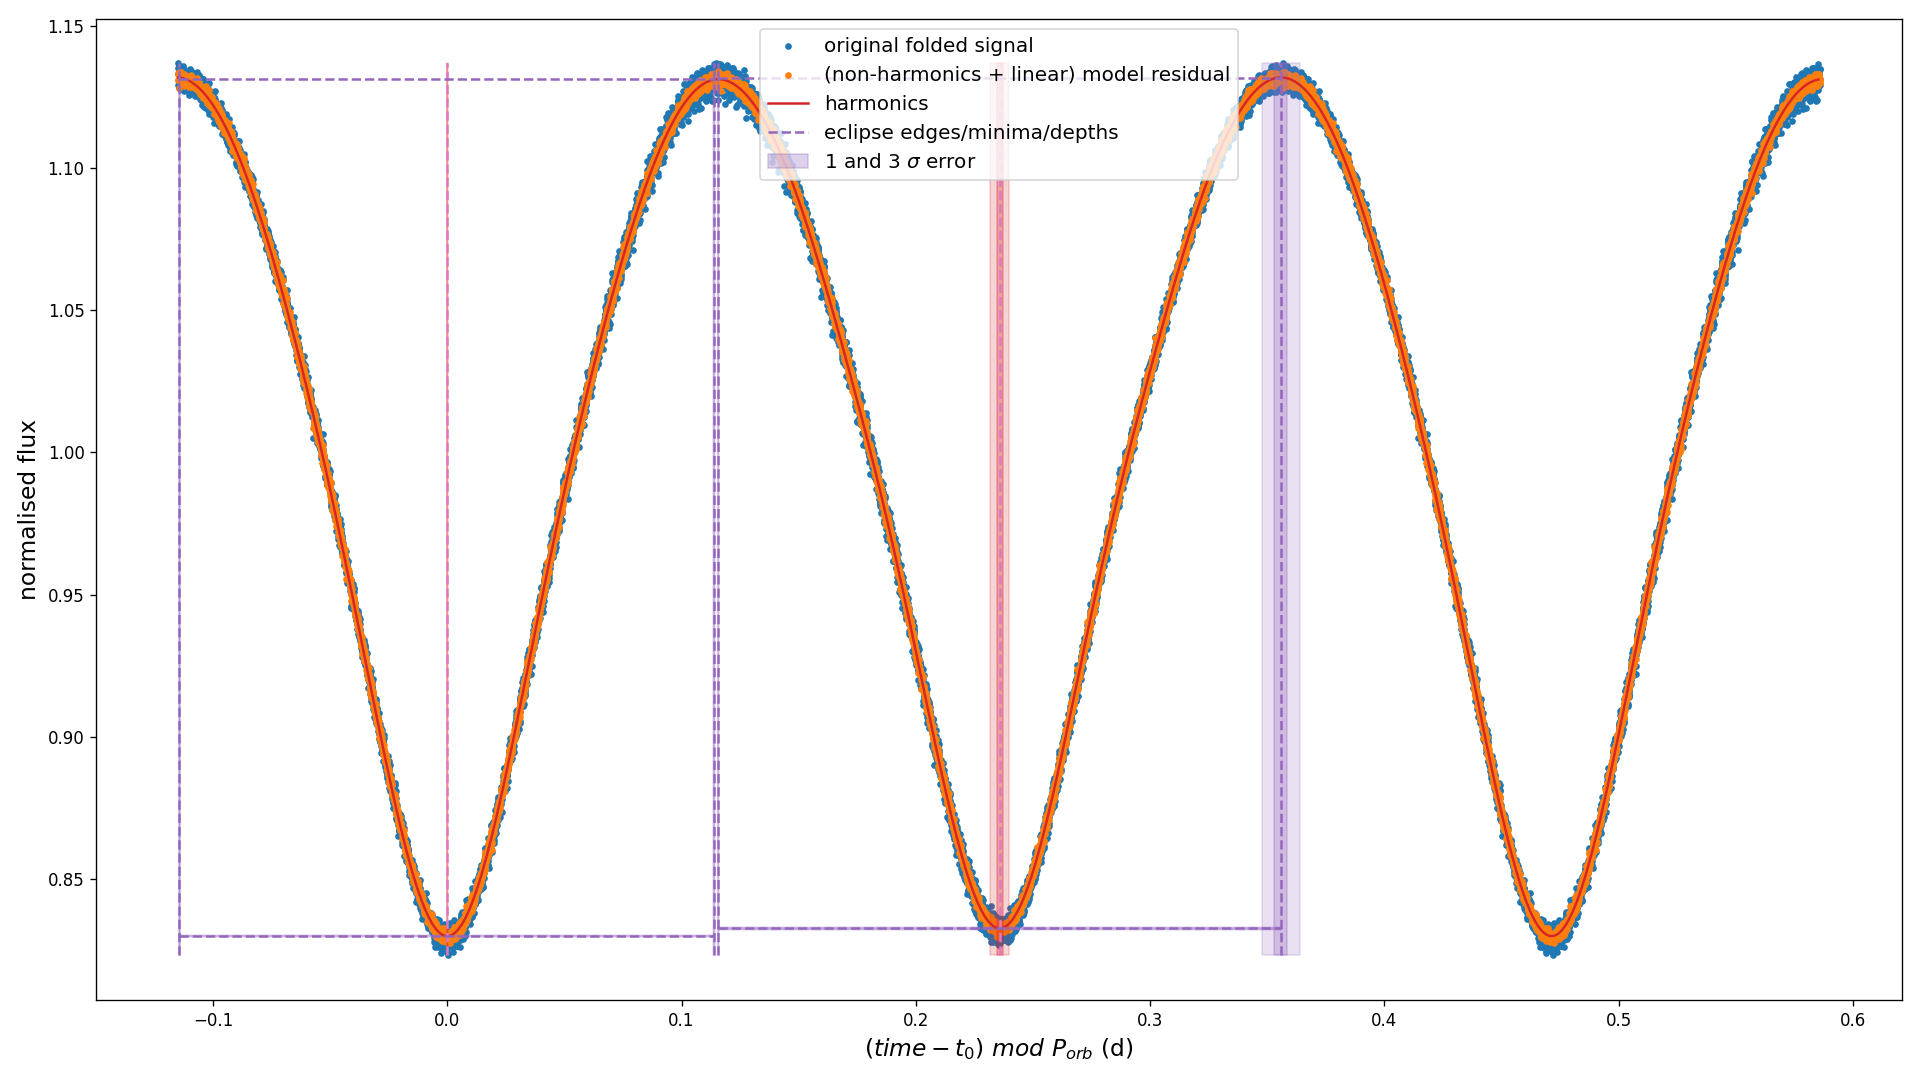 original folded signal
(non-harmonics + linear) model residual
harmonics
eclipse edges/minima/depths
1 and 3 σ error
normalised flux
1.15
1.10
1.05
1.00
0.95
0.90
0.85
−0.1
0.0
0.1
0.2
0.3
0.4
0.5
0.6
(time − t₀) mod P_orb (d)